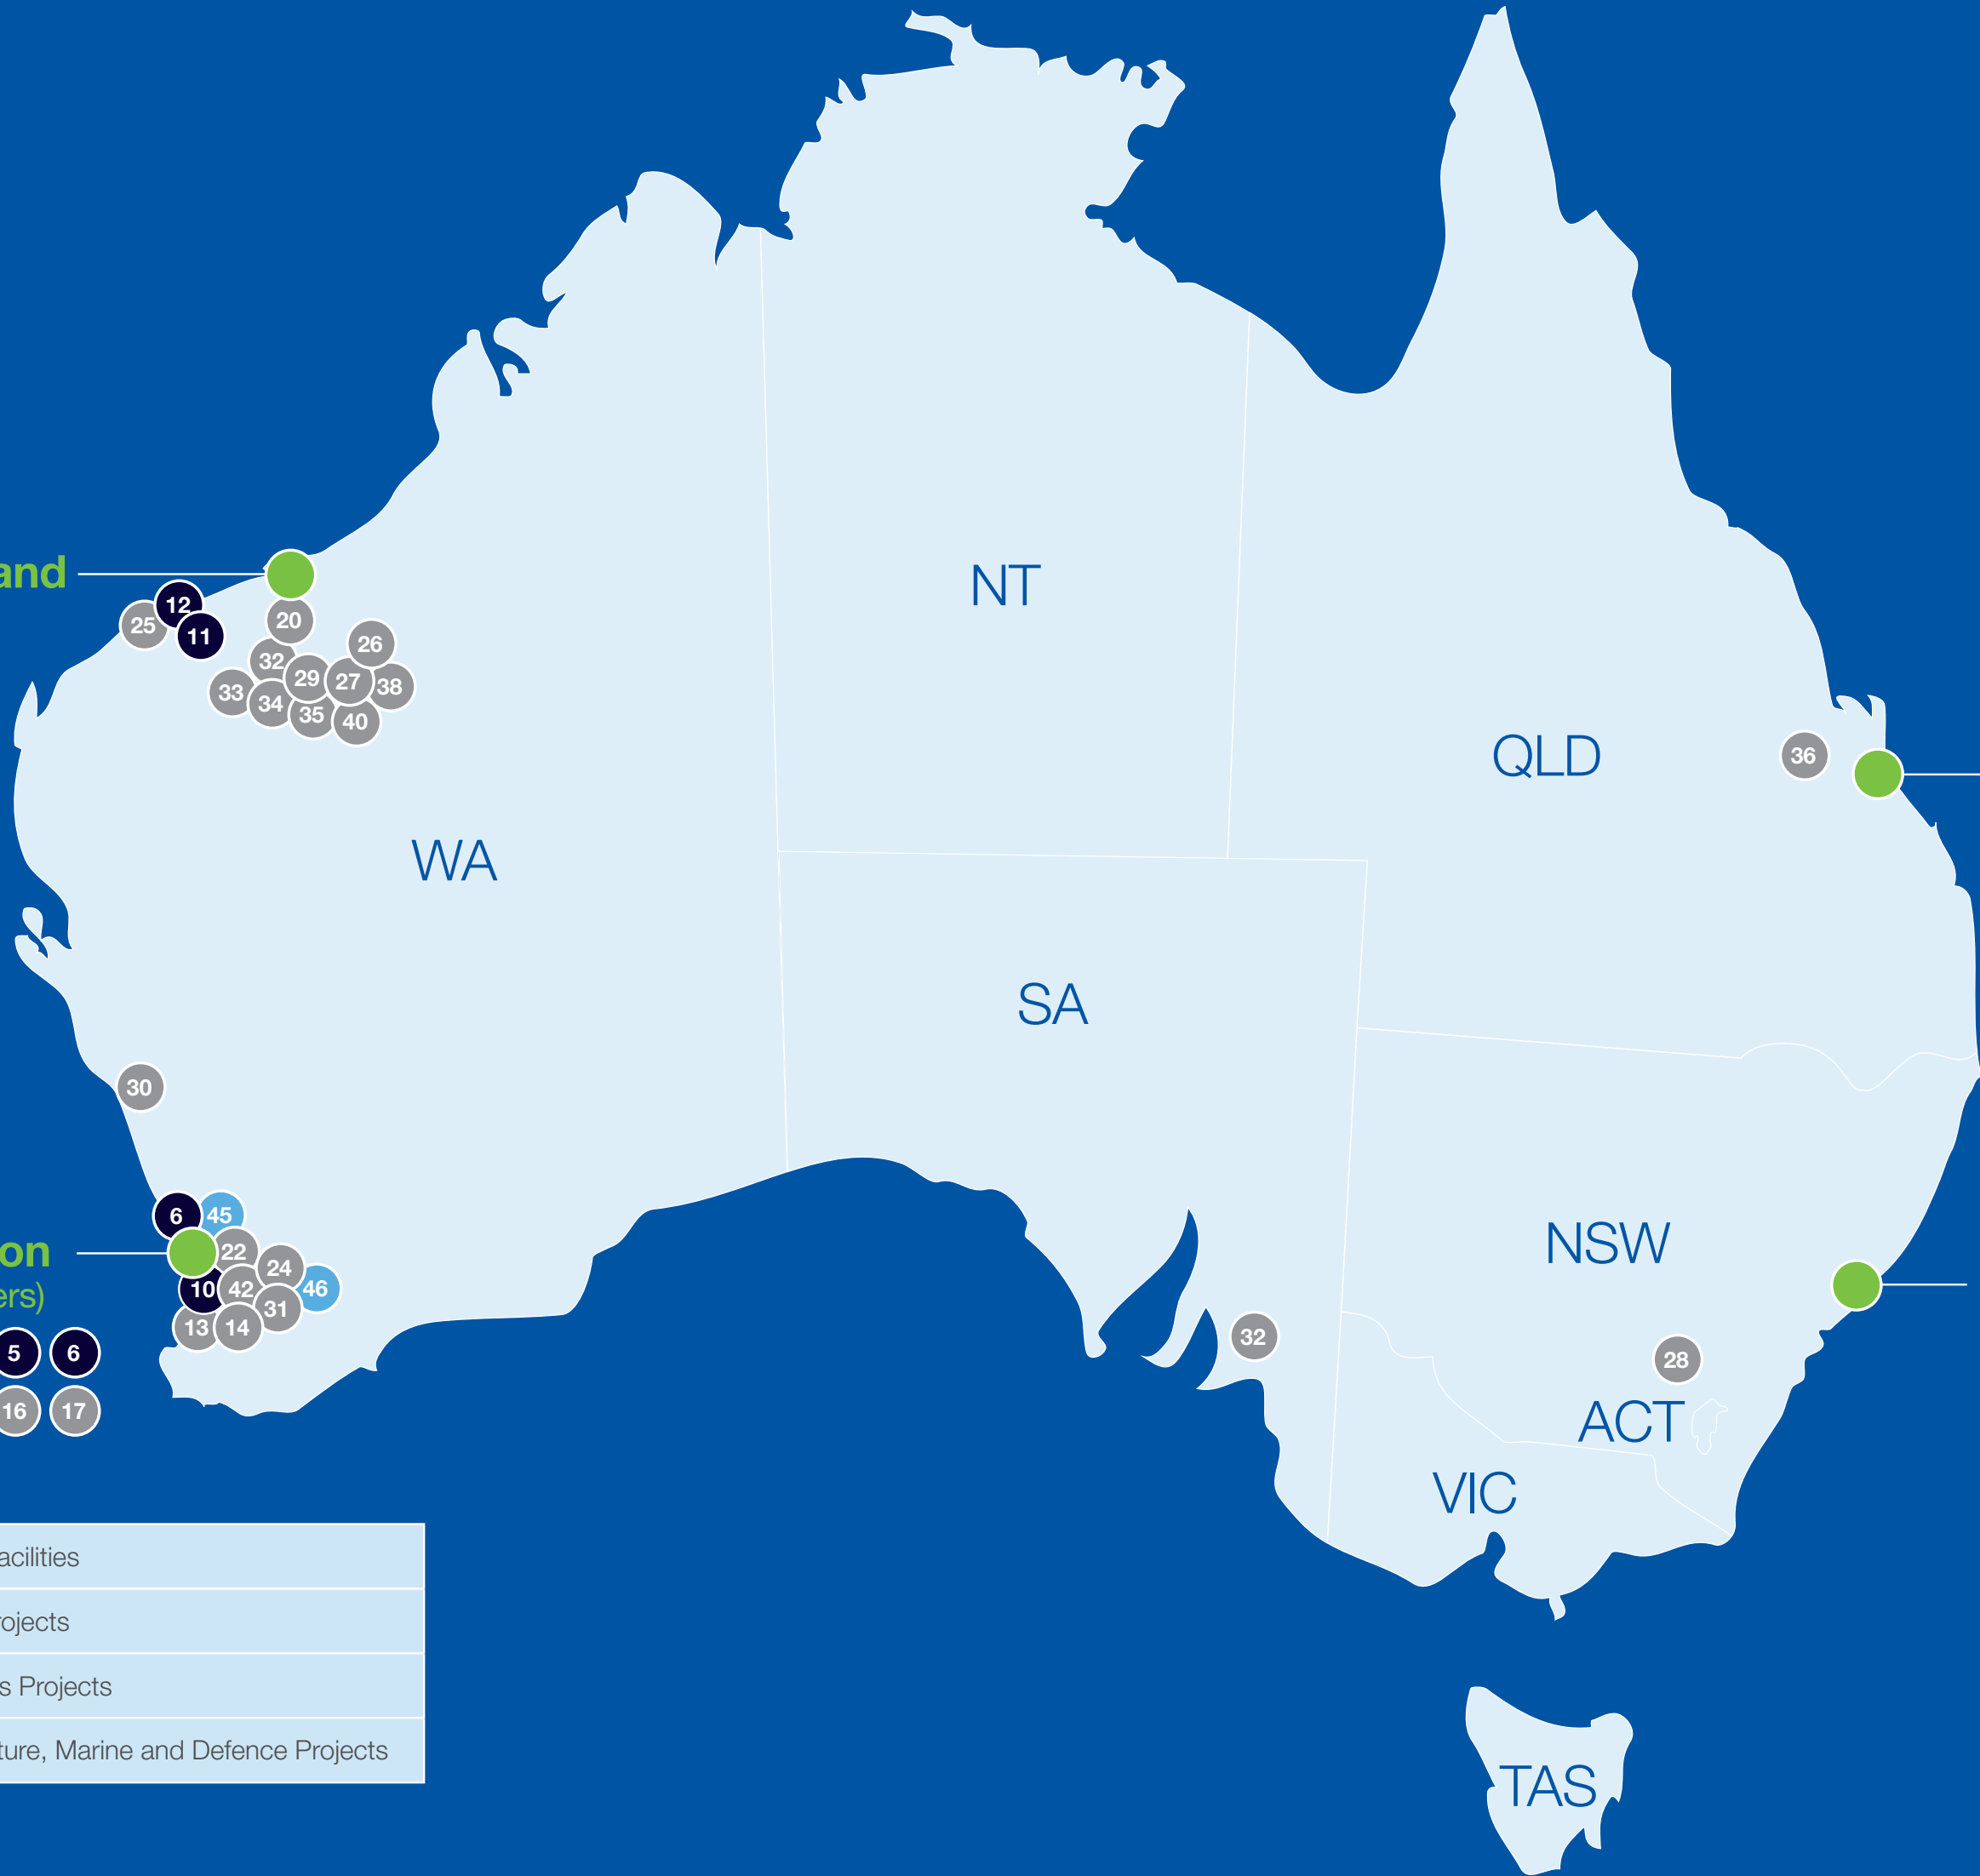 and
12
25
11
20
26
32
29
27
38
33
34
35
40
NT
QLD
36
WA
SA
30
6
45
on
22
24
ers)
10
42
46
31
13
14
5
6
16
17
NSW
32
28
ACT
VIC
acilities
rojects
s Projects
ture, Marine and Defence Projects
TAS